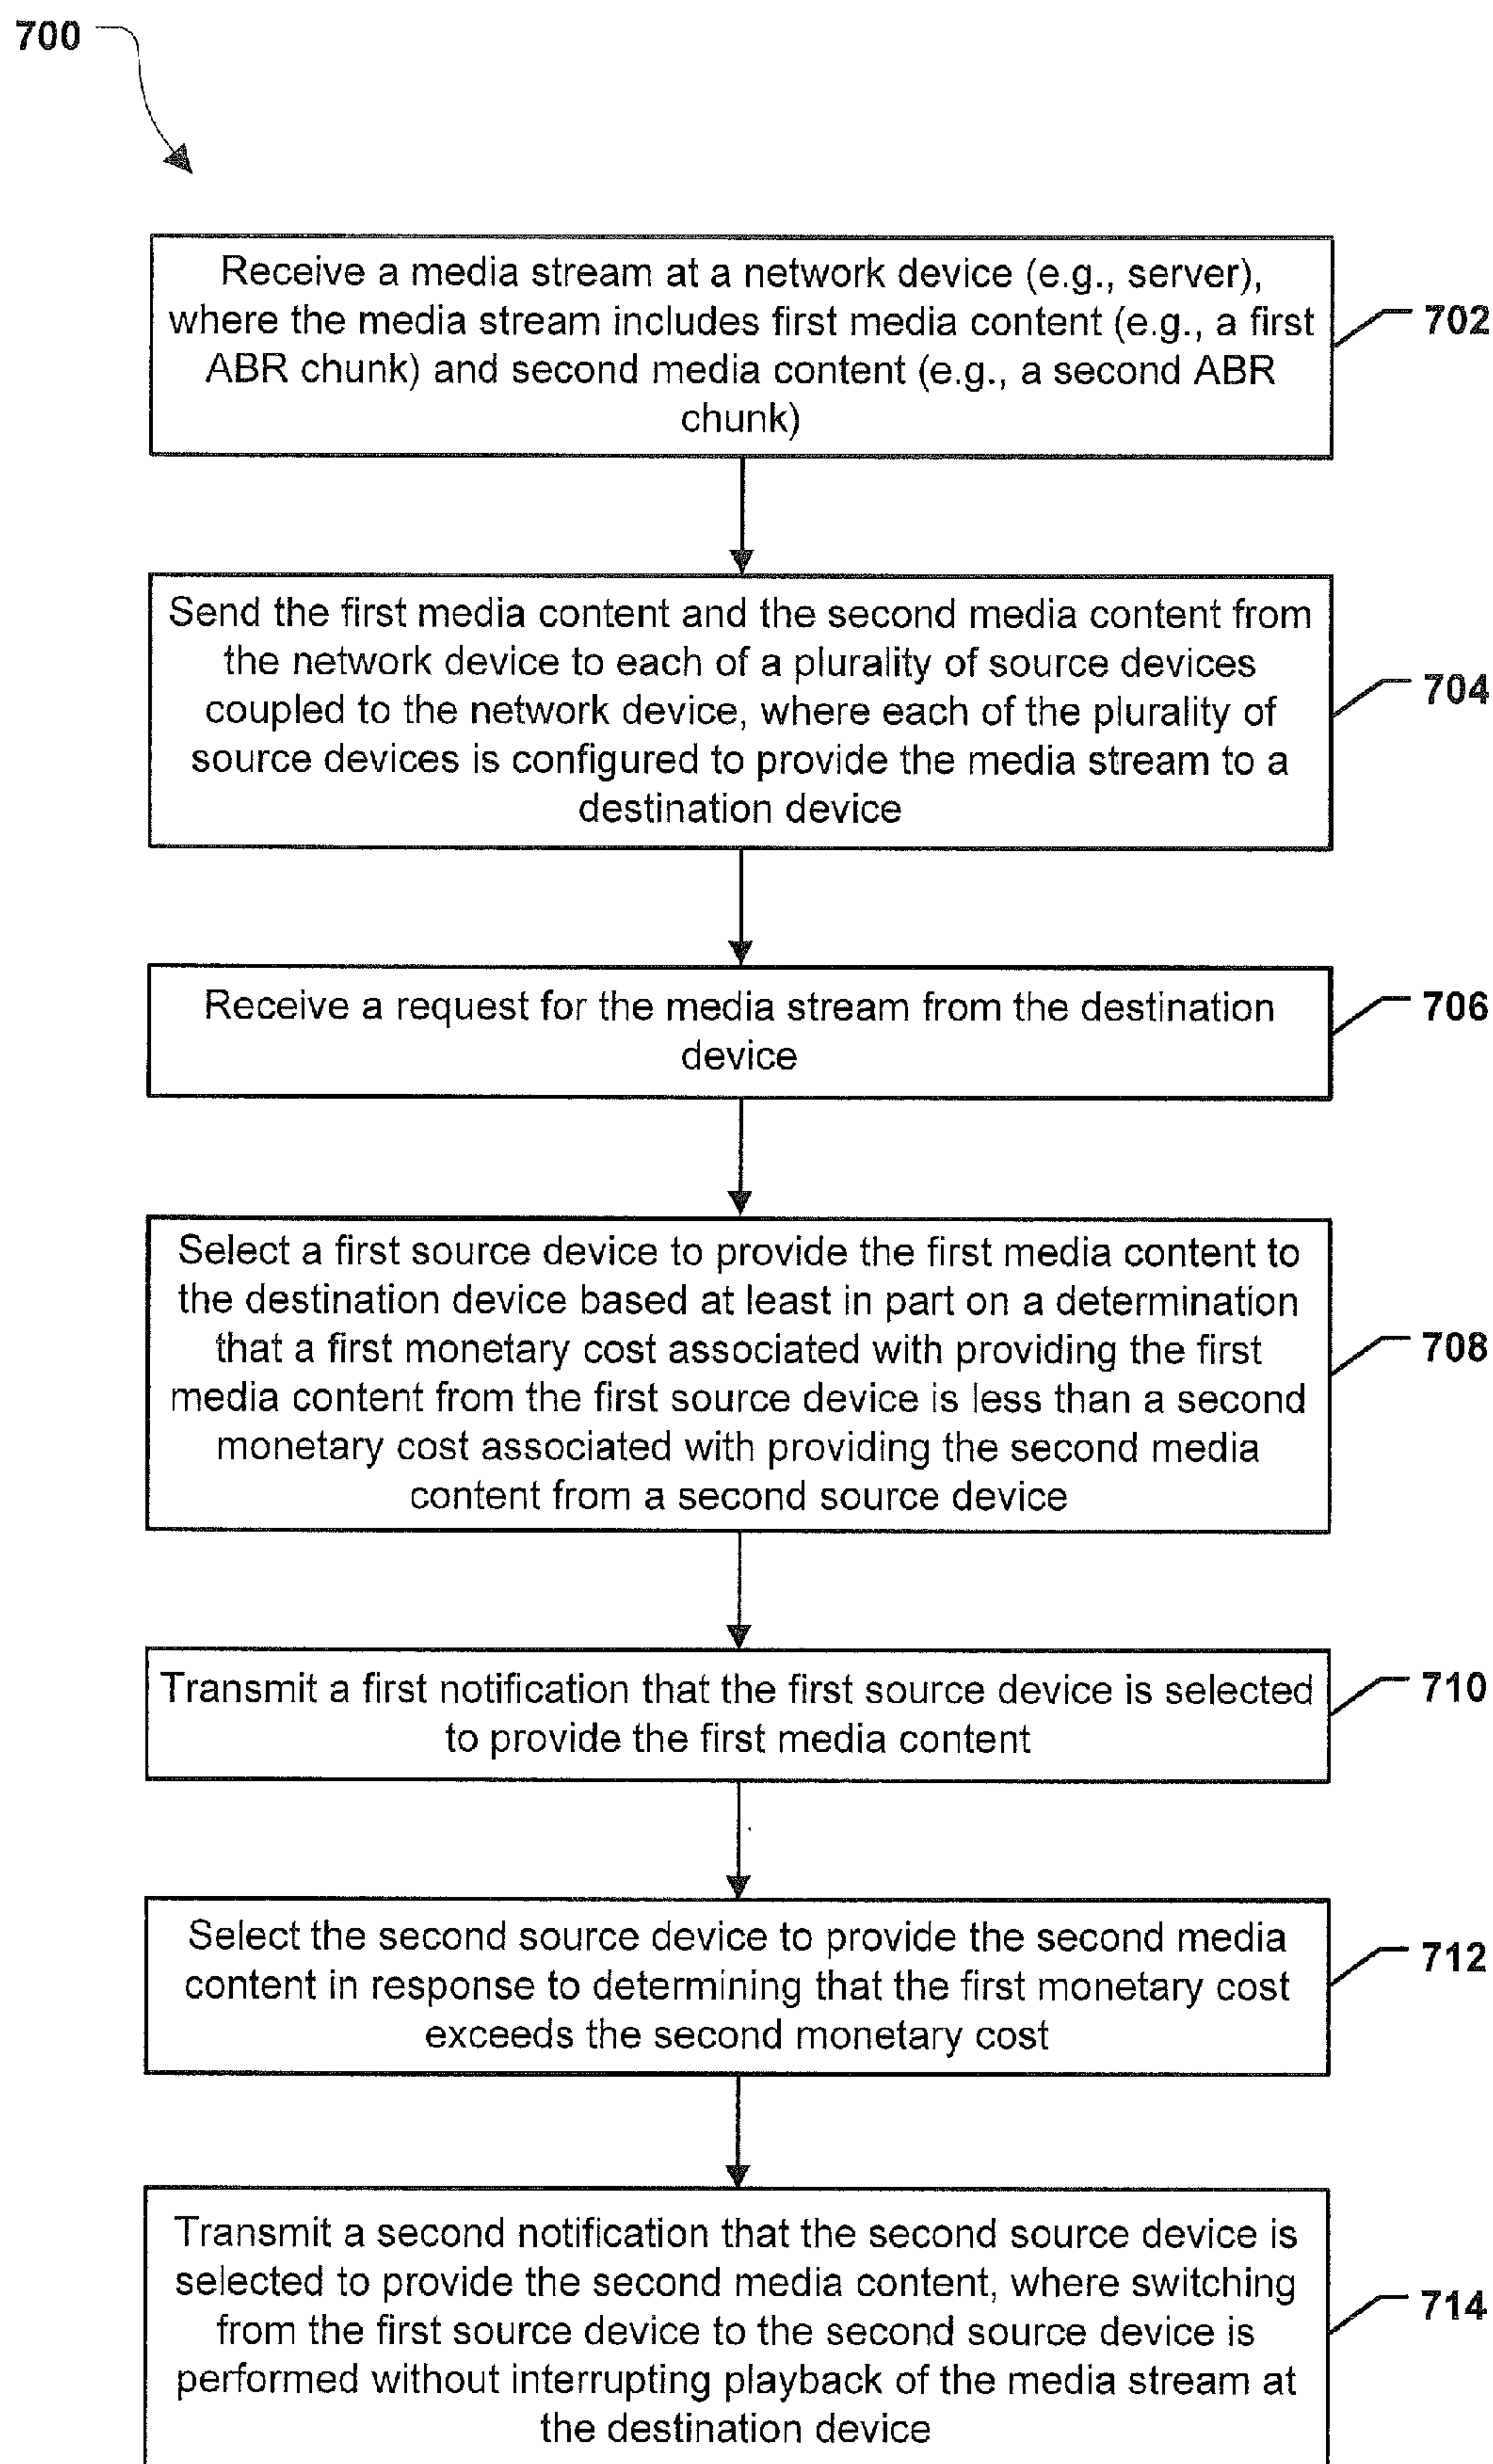 700
Receive a media stream at a network device (e.g., server),
where the media stream includes first media content (e.g., a first
ABR chunk) and second media content (e.g., a second ABR
chunk)
702
Send the first media content and the second media content from
the network device to each of a plurality of source devices
coupled to the network device, where each of the plurality of
source devices is configured to provide the media stream to a
destination device
704
Receive a request for the media stream from the destination
device
706
Select a first source device to provide the first media content to
the destination device based at least in part on a determination
that a first monetary cost associated with providing the first
media content from the first source device is less than a second
monetary cost associated with providing the second media
content from a second source device
708
Transmit a first notification that the first source device is selected
to provide the first media content
710
Select the second source device to provide the second media
content in response to determining that the first monetary cost
exceeds the second monetary cost
712
Transmit a second notification that the second source device is
selected to provide the second media content, where switching
from the first source device to the second source device is
performed without interrupting playback of the media stream at
the destination device
714